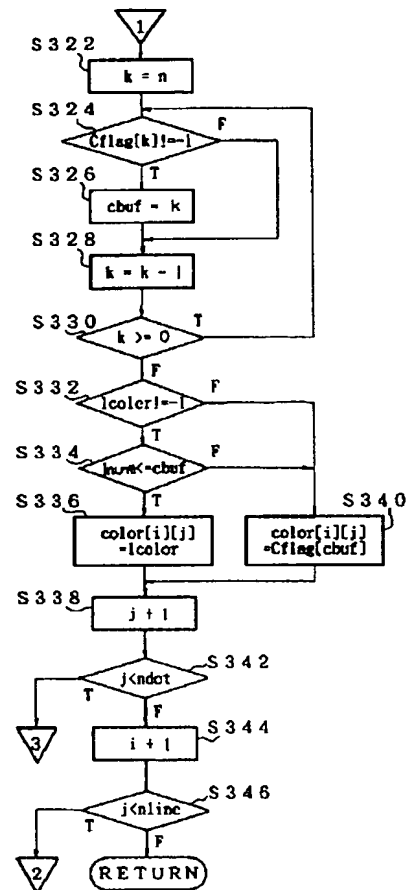 1
S322
k = n
S324
Cflag[k]!=-1
F
T
S326
cbuf = k
S328
k = k - 1
S330
k >= 0
T
F
S332
lcolor!=-1
F
T
S334
lnum<=cbuf
F
T
S336
color[i][j]
=lcolor
S340
color[i][j]
=Cflag[cbuf]
S338
j + 1
S342
j<ndot
T
F
3
S344
i + 1
S346
j<nline
T
F
2
RETURN